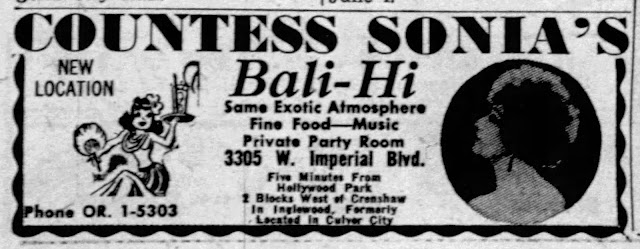 June 2
COUNTESS SONIA'S
NEW
LOCATION
Phone OR. 1-5303
Bali-Hi
Same Exotic Atmosphere
Fine Food—Music
Private Party Room
3305 W. Imperial Blvd.
Five Minutes From
Hollywood Park
2 Blocks West of Crenshaw
In Inglewood, Formerly
Located in Culver City